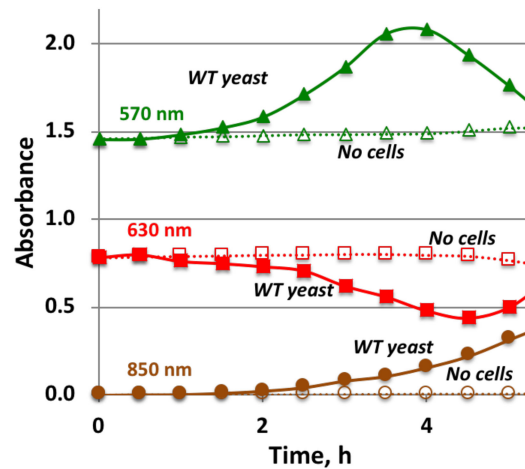 2.0
WT yeast
570 nm
1.5
No cells
Absorbance
1.0
630 nm
No cells
WT yeast
0.5
WT yeast
850 nm
No cells
0.0
0
2
4
Time, h